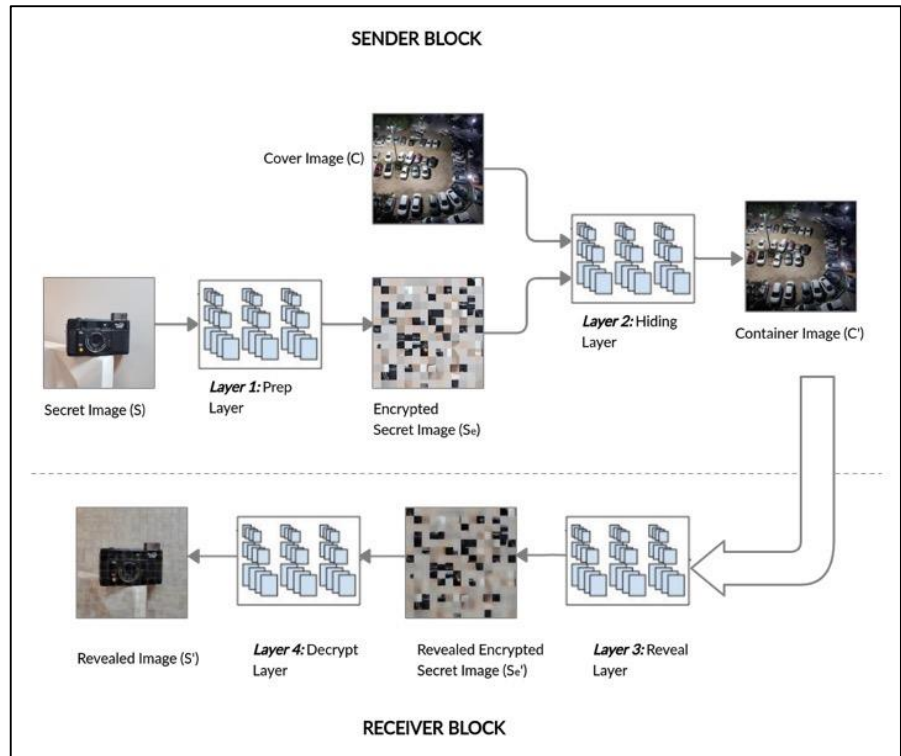 SENDER BLOCK
Cover Image (C)
Layer 2: Hiding
Layer
Container Image (C')
Secret Image (S)
Layer 1: Prep
Layer
Encrypted
Secret Image (Se)
Revealed Image (S')
Layer 4: Decrypt
Layer
Revealed Encrypted
Secret Image (Se')
Layer 3: Reveal
Layer
RECEIVER BLOCK